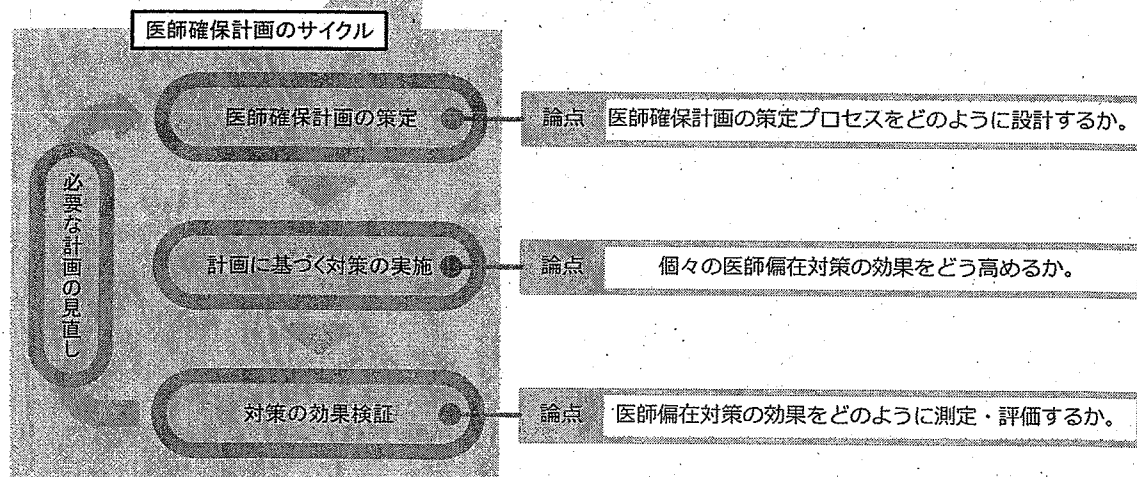 医師確保計画のサイクル
医師確保計画の策定
論点 医師確保計画の策定プロセスをどのように設計するか。
必要な計画の見直し
計画に基づく対策の実施
論点 個々の医師偏在対策の効果をどう高めるか。
対策の効果検証
論点 医師偏在対策の効果をどのように測定・評価するか。